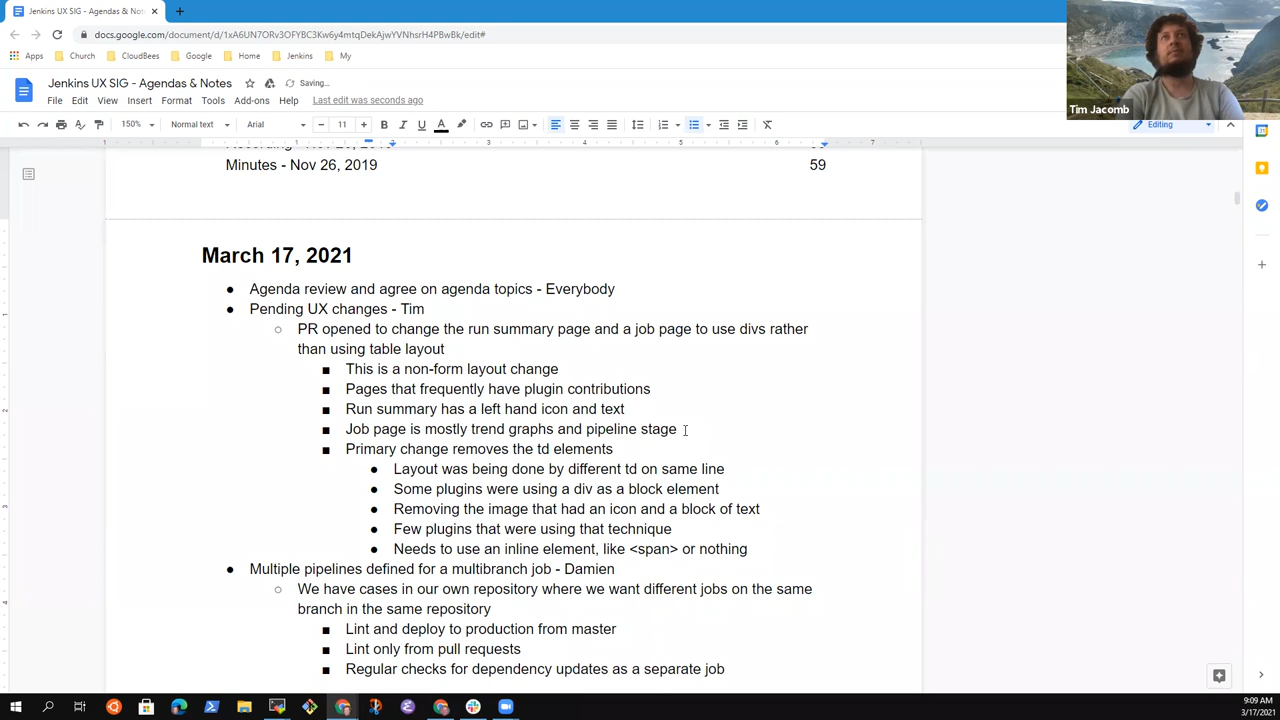 Jenkins UX SIG - Agendas & Not
docs.google.com/document/d/1xA6UN7ORv3OFYBC3Kw6y4mtqDekAjwYVNhsrH4PBwBk/edit#
Apps Church CloudBees Google Home Jenkins My
Tim Jacomb
Jenkins UX SIG - Agendas & Notes Saving...
File Edit View Insert Format Tools Add-ons Help Last edit was seconds ago
150% Normal text Arial 11 Editing
1 2 3 4 5 6 7
Minutes - Nov 26, 2019 59
March 17, 2021
● Agenda review and agree on agenda topics - Everybody
● Pending UX changes - Tim
○ PR opened to change the run summary page and a job page to use divs rather
than using table layout
■ This is a non-form layout change
■ Pages that frequently have plugin contributions
■ Run summary has a left hand icon and text
■ Job page is mostly trend graphs and pipeline stage
■ Primary change removes the td elements
● Layout was being done by different td on same line
● Some plugins were using a div as a block element
● Removing the image that had an icon and a block of text
● Few plugins that were using that technique
● Needs to use an inline element, like <span> or nothing
● Multiple pipelines defined for a multibranch job - Damien
○ We have cases in our own repository where we want different jobs on the same
branch in the same repository
■ Lint and deploy to production from master
■ Lint only from pull requests
■ Regular checks for dependency updates as a separate job
9:09 AM
3/17/2021